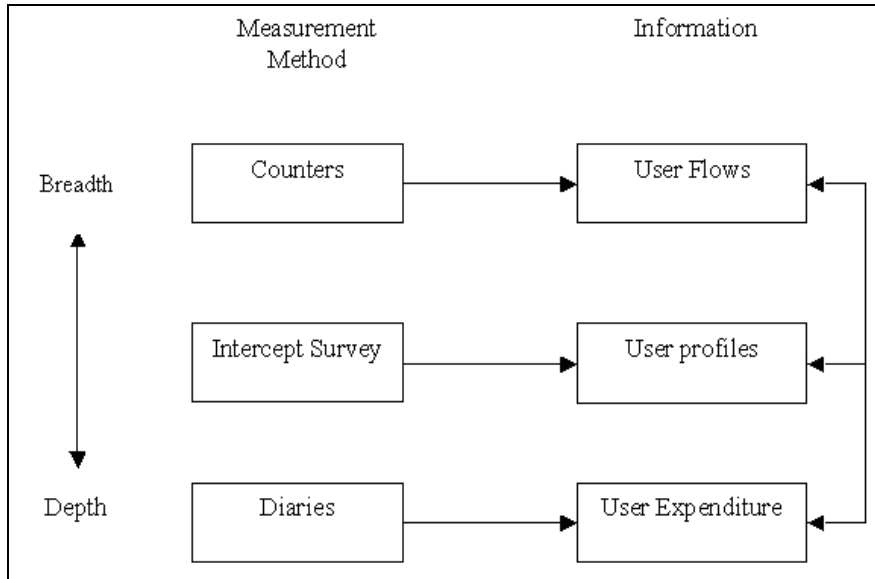 Measurement
Method
Information
Counters
User Flows
Breadth
Intercept Survey
User profiles
Depth
Diaries
User Expenditure